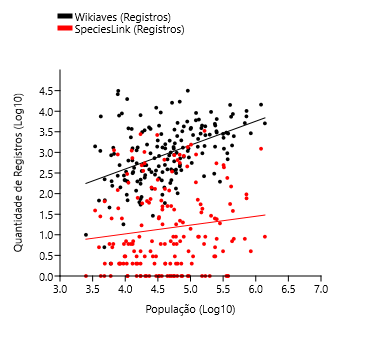 Wikiaves (Registros)
SpeciesLink (Registros)
Quantidade de Registros (Log10)
4.5
4.0
3.5
3.0
2.5
2.0
1.5
1.0
0.5
0.0
3.0 3.5 4.0 4.5 5.0 5.5 6.0 6.5 7.0
População (Log10)